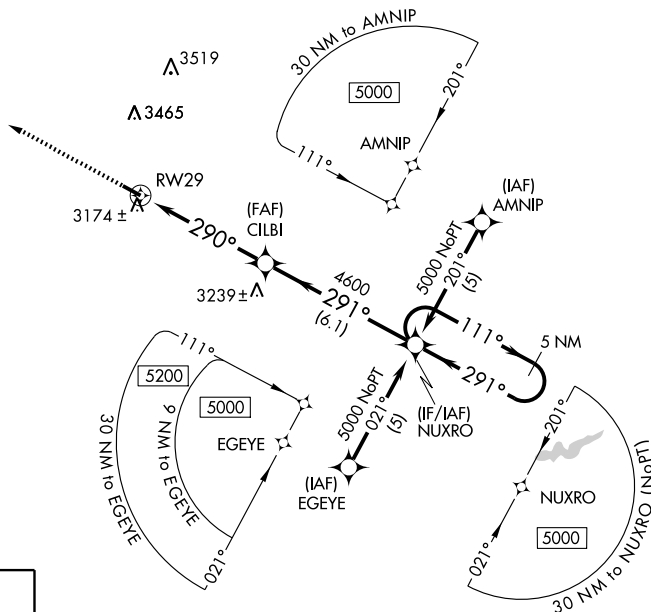 3519
30 NM to AMNIP
5000
201°
3465
AMNIP
111°
RW29
3174 ±
(IAF)
AMNIP
(FAF)
CILBI
290°
5000 NoPT
201°
(5)
4600
291°
(6.1)
3239±
111°
5 NM
291°
111°
5200
5000
(IF/IAF)
NUXRO
5000 NoPT
021°
(5)
201°
30 NM to EGEYE
9 NM to EGEYE
EGEYE
(IAF)
EGEYE
NUXRO
021°
021°
5000
30 NM to NUXRO (NoPT)